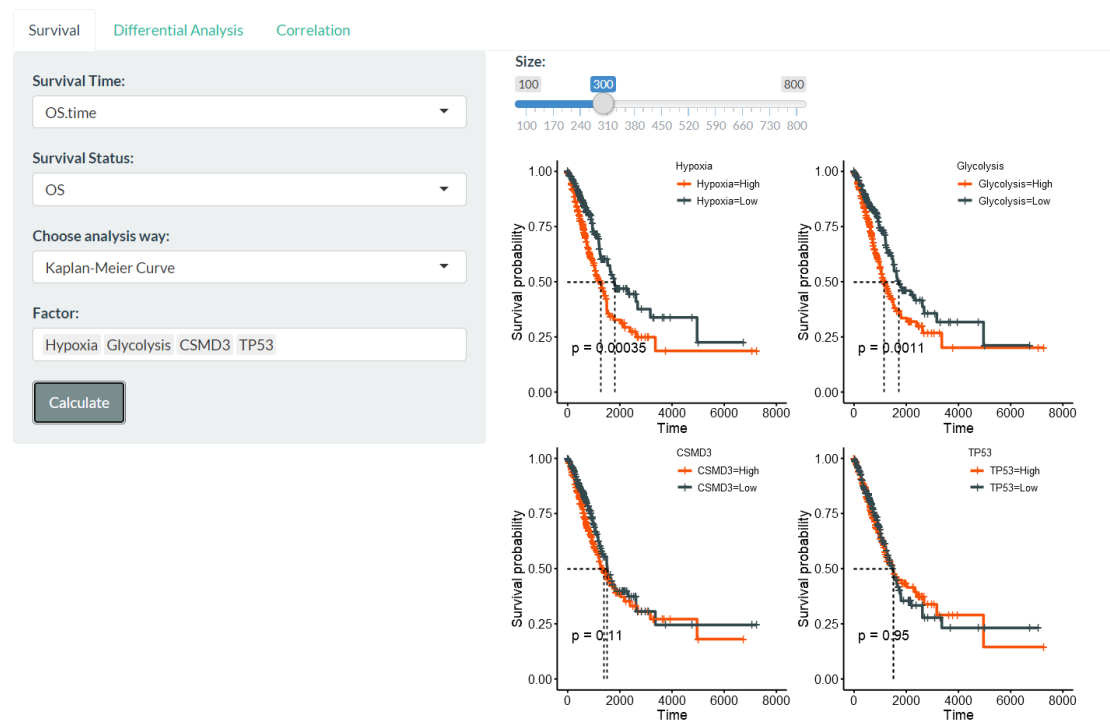 Survival Differential Analysis Correlation
Survival Time:
OS.time
Survival Status:
OS
Choose analysis way:
Kaplan-Meier Curve
Factor:
Hypoxia Glycolysis CSMD3 TP53
Calculate
Size:
100 300 800
100 170 240 310 380 450 520 590 660 730 800
Hypoxia
Hypoxia=High
Hypoxia=Low
1.00
0.75
0.50
0.25
0.00
Survival probability
p = 0.00035
0 2000 4000 6000 8000
Time
Glycolysis
Glycolysis=High
Glycolysis=Low
1.00
0.75
0.50
0.25
0.00
Survival probability
p = 0.0011
0 2000 4000 6000 8000
Time
CSMD3
CSMD3=High
CSMD3=Low
1.00
0.75
0.50
0.25
0.00
Survival probability
p = 0.11
0 2000 4000 6000 8000
Time
TP53
TP53=High
TP53=Low
1.00
0.75
0.50
0.25
0.00
Survival probability
p = 0.95
0 2000 4000 6000 8000
Time